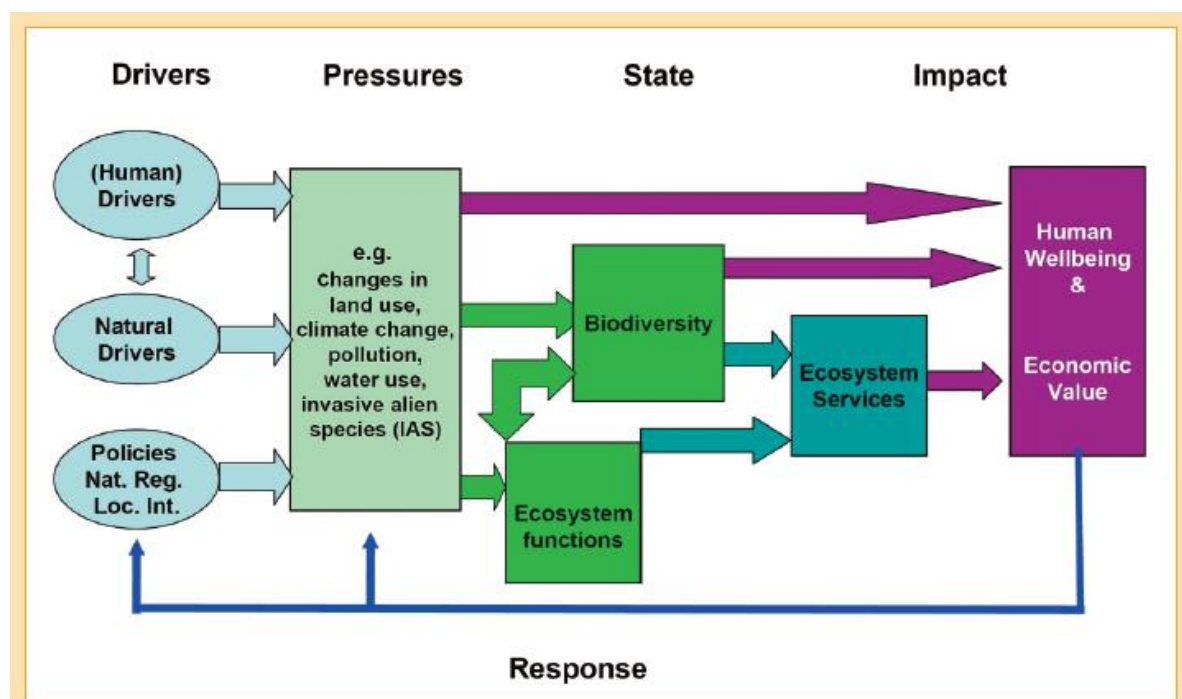 Drivers
Pressures
State
Impact
(Human)
Drivers
Natural
Drivers
Policies
Nat. Reg.
Loc. Int.
e.g.
Changes in
land use,
climate change,
pollution,
water use,
invasive alien
species (IAS)
Biodiversity
Ecosystem
functions
Ecosystem
Services
Human
Wellbeing
&
Economic
Value
Response